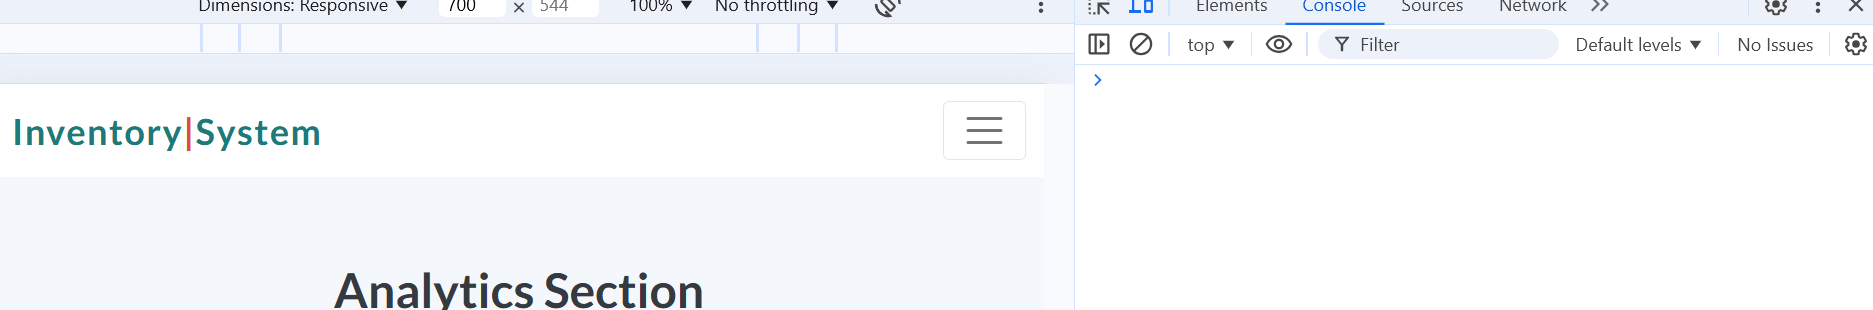 Dimensions: Responsive ▼ 700 × 544 100% ▼ No throttling ▼
Elements Console Sources Network
top ▼ Filter Default levels ▼ No Issues
Inventory|System
Analytics Section